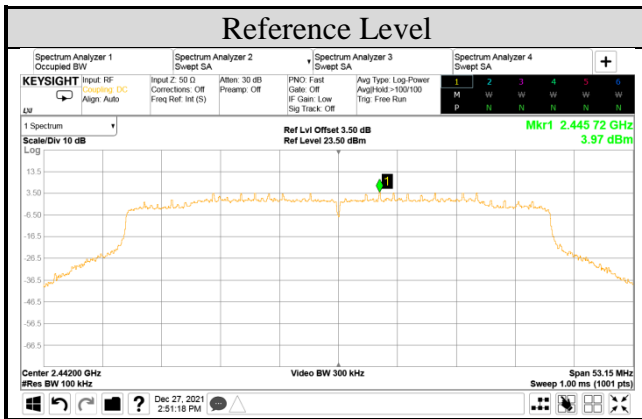 Reference Level
Spectrum Analyzer 1 Spectrum Analyzer 2 Spectrum Analyzer 3 Spectrum Analyzer 4
Occupied BW Swept SA Swept SA Swept SA
KEYSIGHT Input: RF Input Z: 50 Ω Atten: 30 dB PNO: Fast Avg Type: Log-Power 1 2 3 4 5 6
Coupling: DC Corrections: Off Preamp: Off Gate: Off Avg|Hold:>100/100 M W W W W W
Align: Auto Freq Ref: Int (S) IF Gain: Low Trig: Free Run
Sig Track: Off P N N N N N
LXI
1 Spectrum Ref Lvl Offset 3.50 dB Mkr1 2.445 72 GHz
Scale/Div 10 dB Ref Level 23.50 dBm 3.97 dBm
Log
13.5
1
3.50
-6.50
-16.5
-26.5
-36.5
-46.5
-56.5
-66.5
Center 2.44200 GHz Video BW 300 kHz Span 53.15 MHz
#Res BW 100 kHz Sweep 1.00 ms (1001 pts)
? Dec 27, 2021
2:51:18 PM